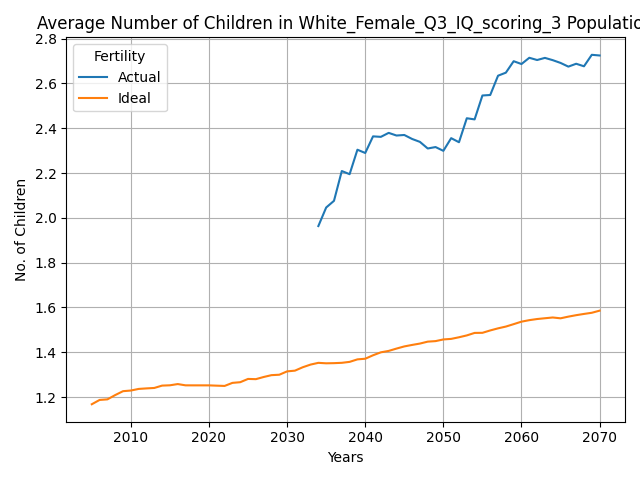 Average Number of Children in White_Female_Q3_IQ_scoring_3 Populatio
Fertility
Actual
Ideal
No. of Children
2.8
2.6
2.4
2.2
2.0
1.8
1.6
1.4
1.2
2010 2020 2030 2040 2050 2060 2070
Years